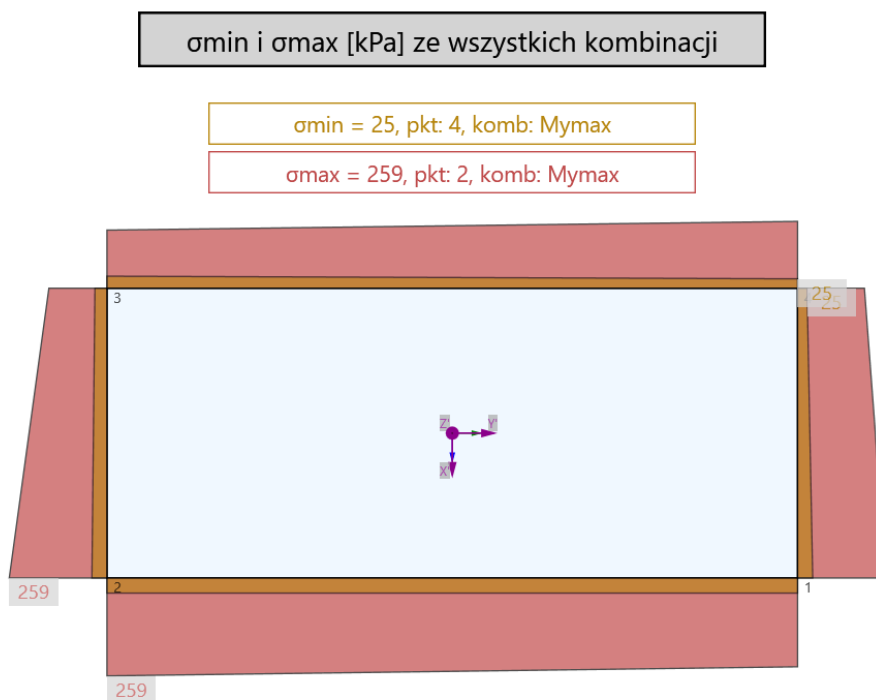 σmin i σmax [kPa] ze wszystkich kombinacji
σmin = 25, pkt: 4, komb: Mymax
σmax = 259, pkt: 2, komb: Mymax
3
25
25
Z'
Y'
X'
259
2
1
259